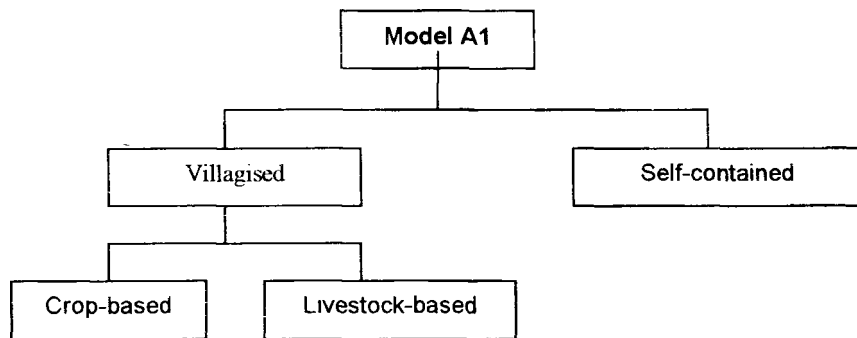 Model A1
Villagised
Self-contained
Crop-based
Livestock-based